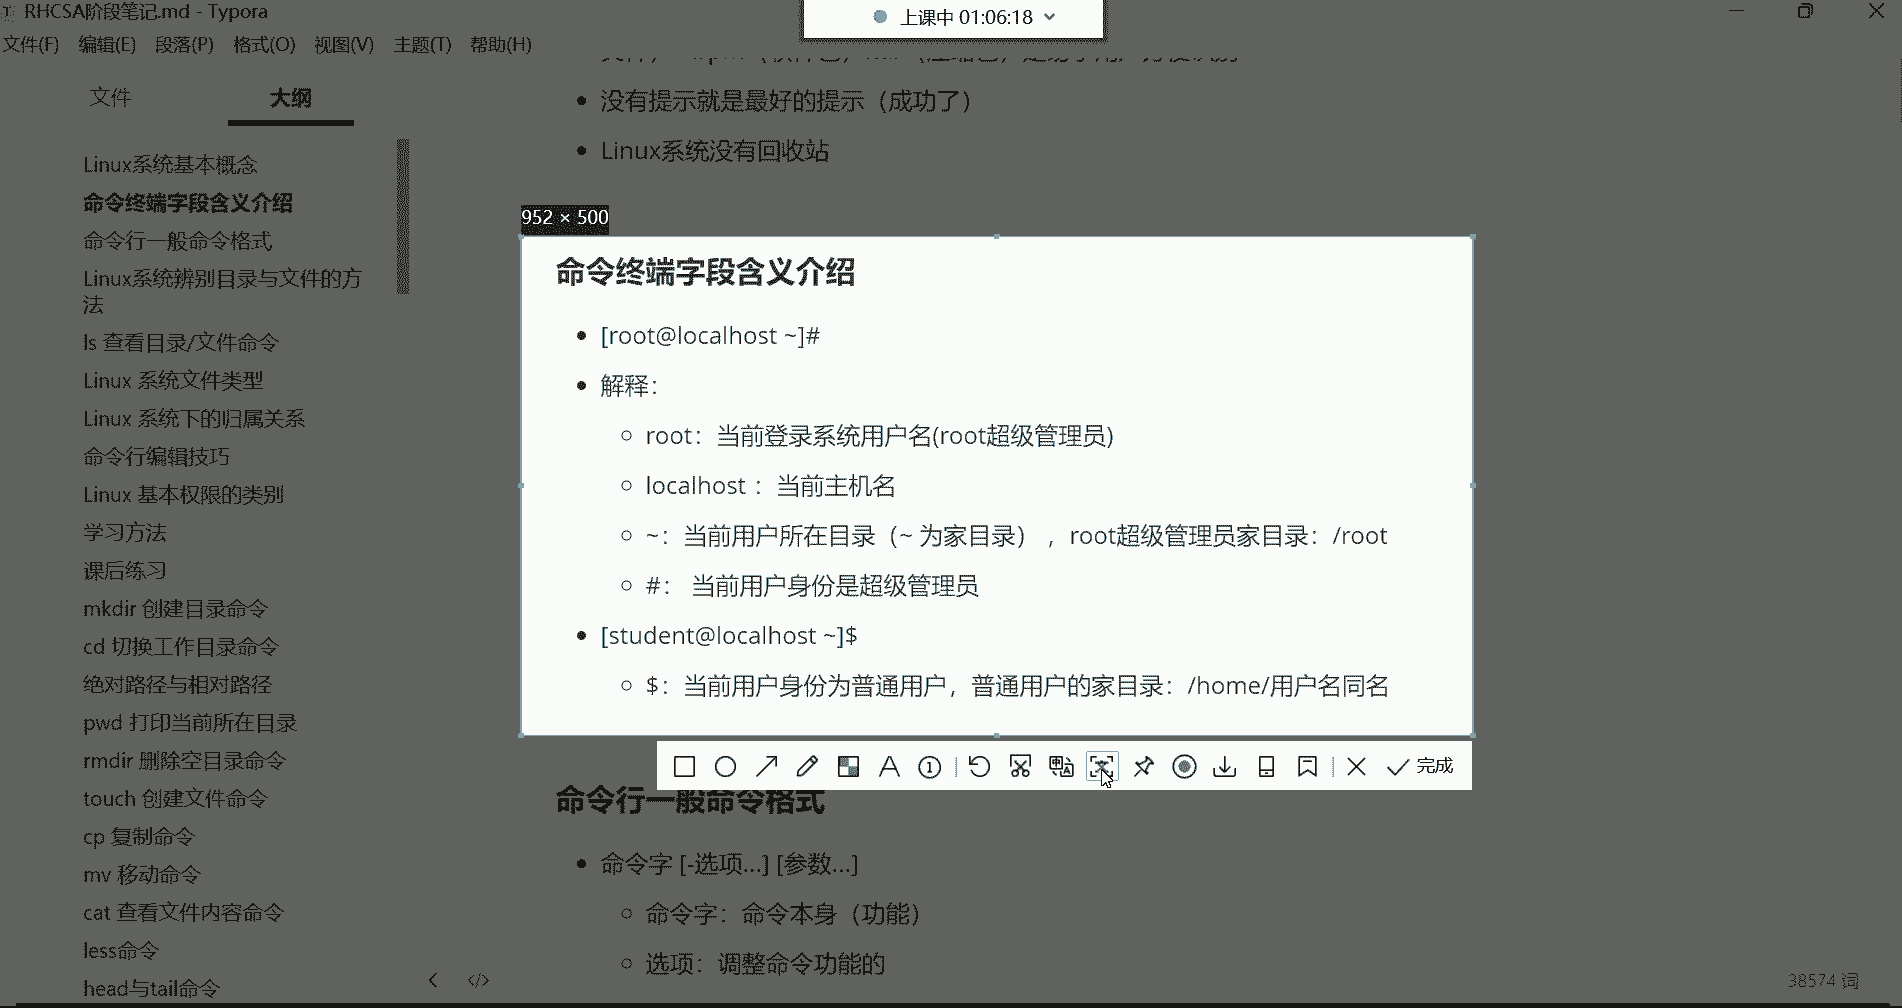 RHCSA阶段笔记.md - Typora
上课中 01:06:18
文件(F) 编辑(E) 段落(P) 格式(O) 视图(V) 主题(T) 帮助(H)
文件 大纲
Linux系统基本概念
命令终端字段含义介绍
命令行一般命令格式
Linux系统辨别目录与文件的方
法
ls 查看目录/文件命令
Linux 系统文件类型
Linux 系统下的归属关系
命令行编辑技巧
Linux 基本权限的类别
学习方法
课后练习
mkdir 创建目录命令
cd 切换工作目录命令
绝对路径与相对路径
pwd 打印当前所在目录
rmdir 删除空目录命令
touch 创建文件命令
cp 复制命令
mv 移动命令
cat 查看文件内容命令
less命令
head与tail命令
没有提示就是最好的提示（成功了）
Linux系统没有回收站
952 × 500
命令终端字段含义介绍
[root@localhost ~]#
解释：
root：当前登录系统用户名(root超级管理员)
localhost ：当前主机名
~：当前用户所在目录（~ 为家目录），root超级管理员家目录：/root
#： 当前用户身份是超级管理员
[student@localhost ~]$
$：当前用户身份为普通用户，普通用户的家目录：/home/用户名同名
完成
命令行一般命令格式
命令字 [-选项…] [参数…]
命令字：命令本身（功能）
选项：调整命令功能的
38574 词